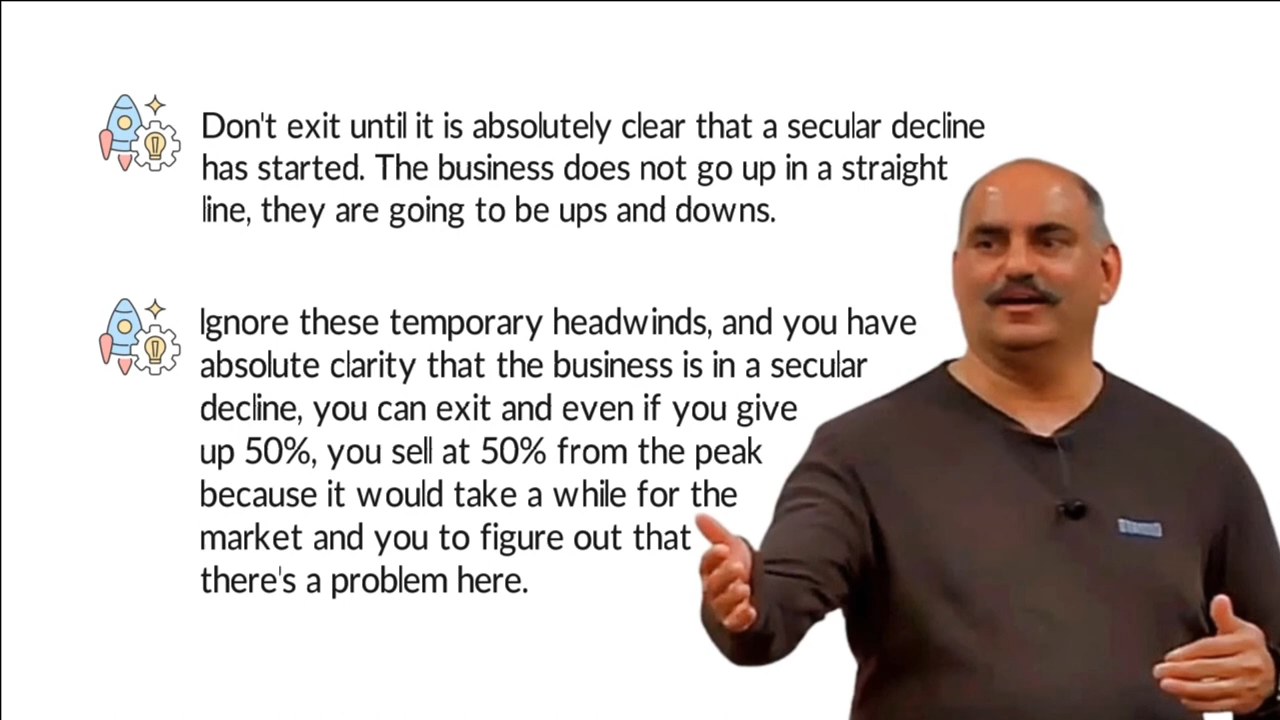 Don't exit until it is absolutely clear that a secular decline
has started. The business does not go up in a straight
line, they are going to be ups and downs.
Ignore these temporary headwinds, and you have
absolute clarity that the business is in a secular
decline, you can exit and even if you give
up 50%, you sell at 50% from the peak
because it would take a while for the
market and you to figure out that
there's a problem here.